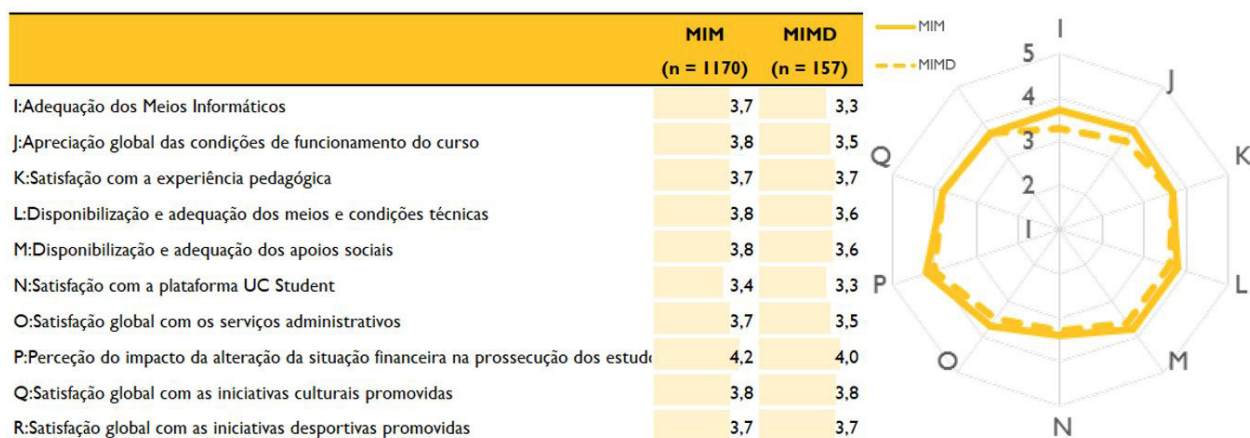 MIM MIMD
(n = 1170) (n = 157)
I:Adequação dos Meios Informáticos 3,7 3,3
J:Apreciação global das condições de funcionamento do curso 3,8 3,5
K:Satisfação com a experiência pedagógica 3,7 3,7
L:Disponibilização e adequação dos meios e condições técnicas 3,8 3,6
M:Disponibilização e adequação dos apoios sociais 3,8 3,6
N:Satisfação com a plataforma UC Student 3,4 3,3
O:Satisfação global com os serviços administrativos 3,7 3,5
P:Perceção do impacto da alteração da situação financeira na prossecução dos estud 4,2 4,0
Q:Satisfação global com as iniciativas culturais promovidas 3,8 3,8
R:Satisfação global com as iniciativas desportivas promovidas 3,7 3,7
MIM
MIMD
I
J
K
L
M
N
O
P
Q
5
4
3
2
1